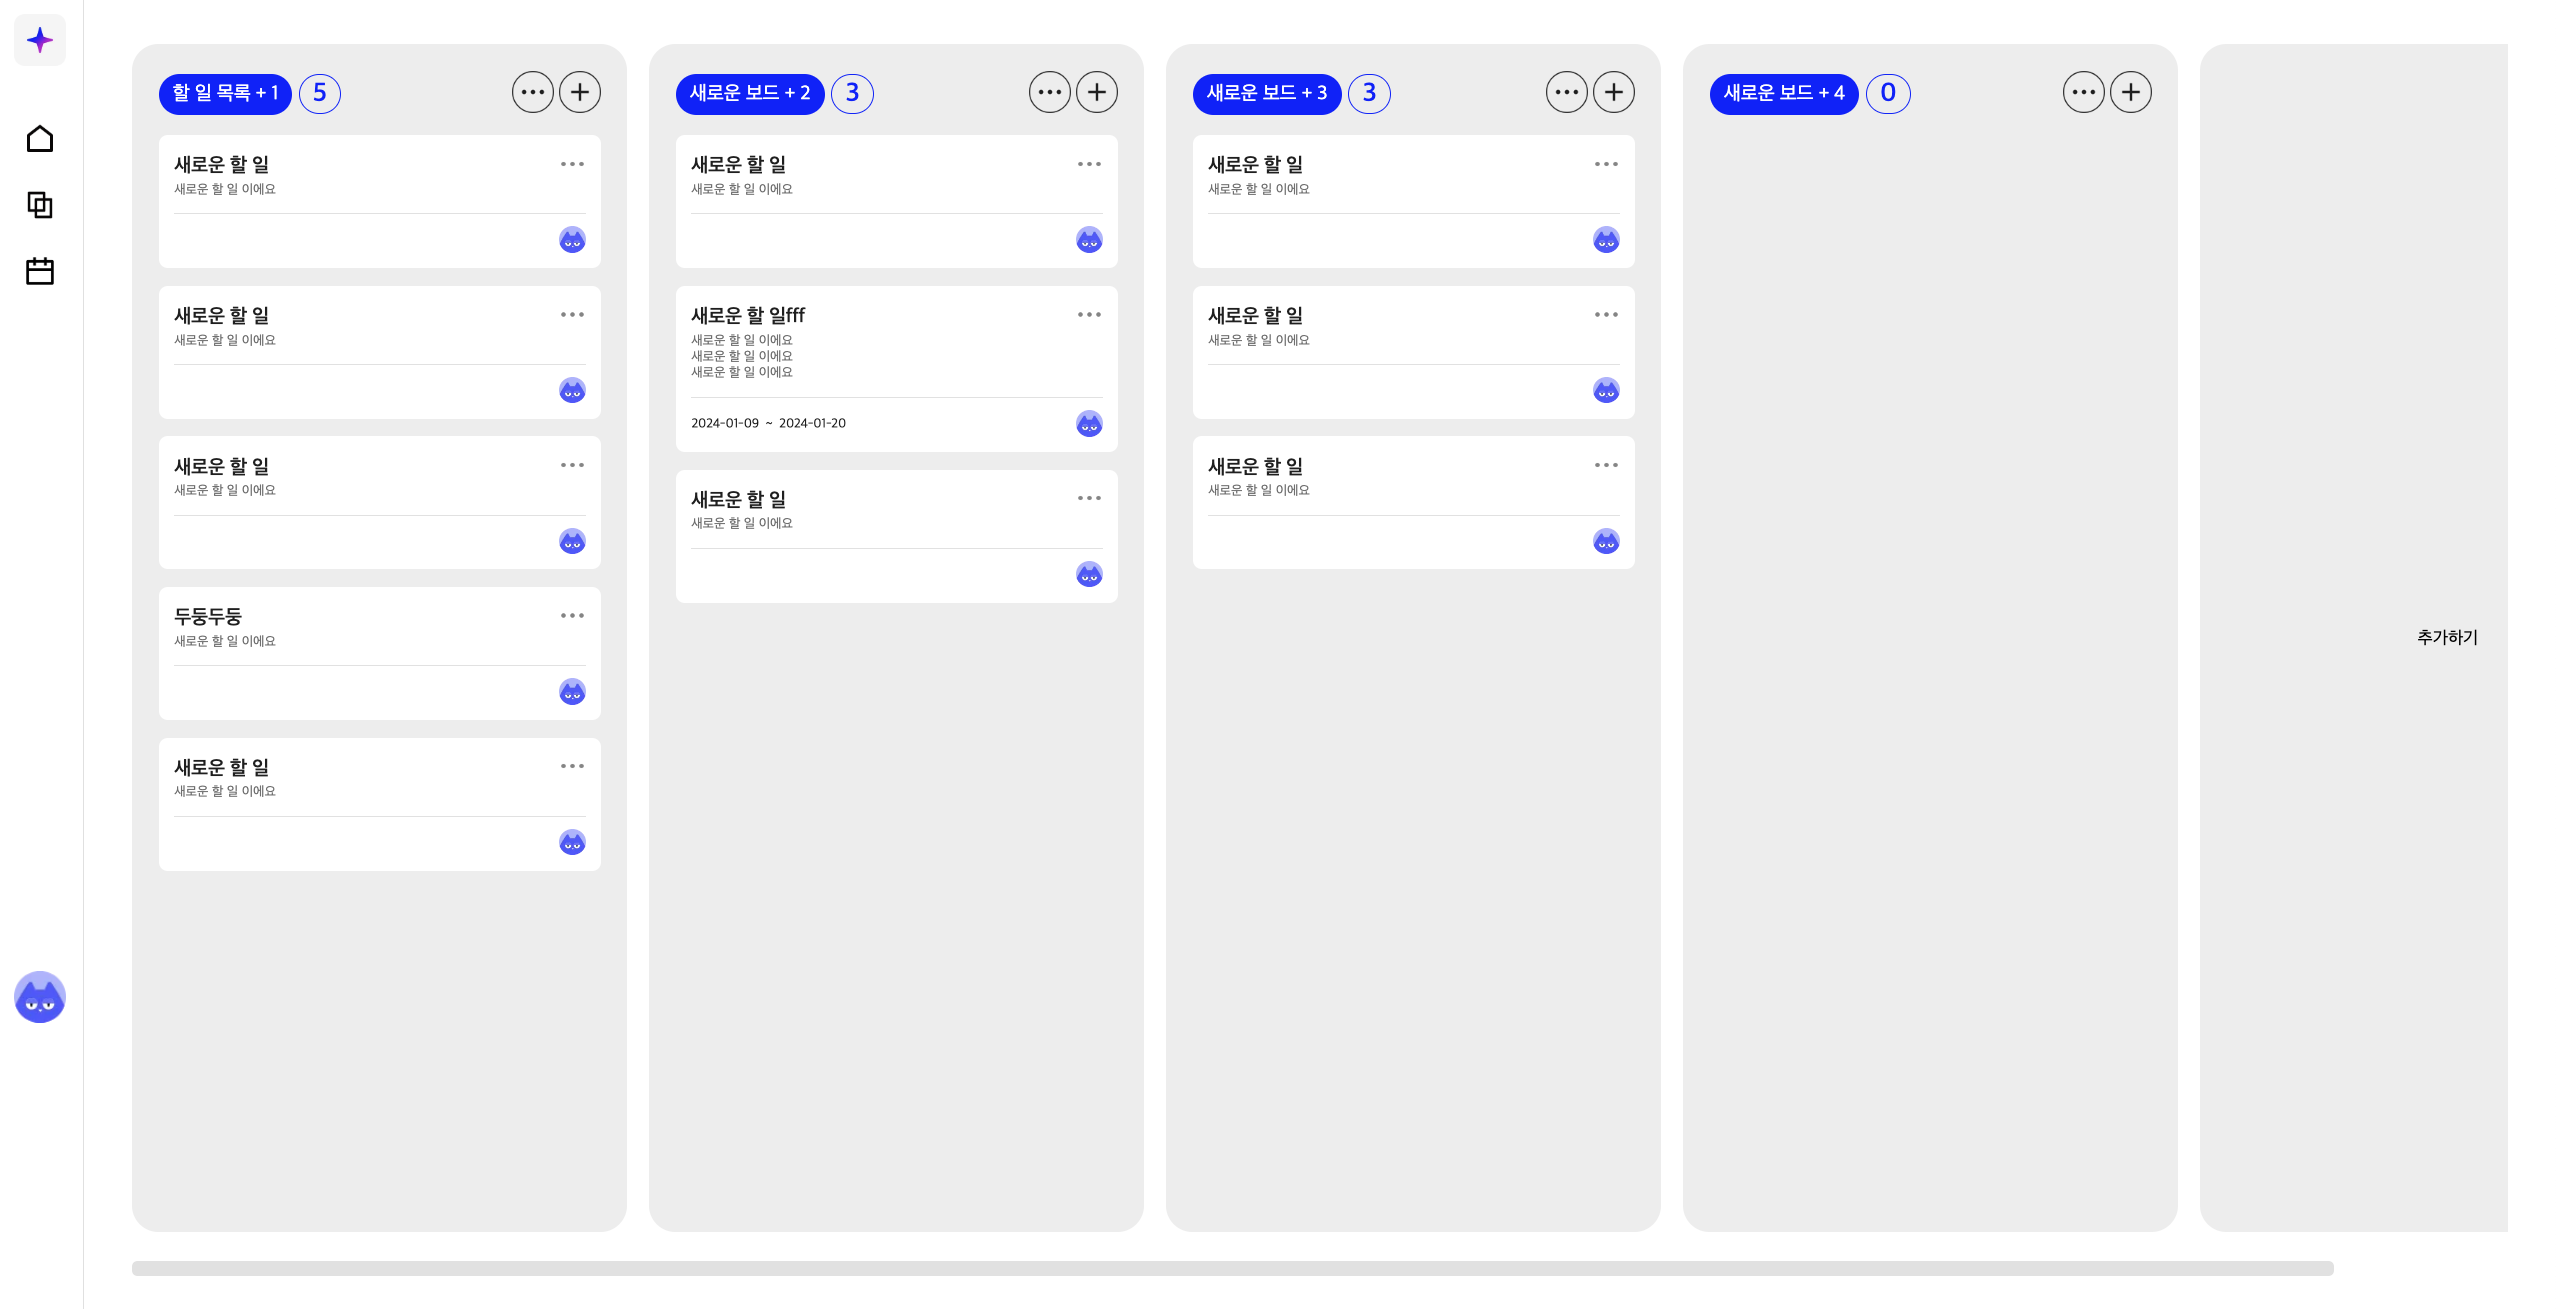 할 일 목록 + 1
5
새로운 할 일
새로운 할 일 이에요
새로운 할 일
새로운 할 일 이에요
새로운 할 일
새로운 할 일 이에요
두둥두둥
새로운 할 일 이에요
새로운 할 일
새로운 할 일 이에요
새로운 보드 + 2
3
새로운 할 일
새로운 할 일 이에요
새로운 할 일fff
새로운 할 일 이에요
새로운 할 일 이에요
새로운 할 일 이에요
2024-01-09 ~ 2024-01-20
새로운 할 일
새로운 할 일 이에요
새로운 보드 + 3
3
새로운 할 일
새로운 할 일 이에요
새로운 할 일
새로운 할 일 이에요
새로운 할 일
새로운 할 일 이에요
새로운 보드 + 4
0
추가하기